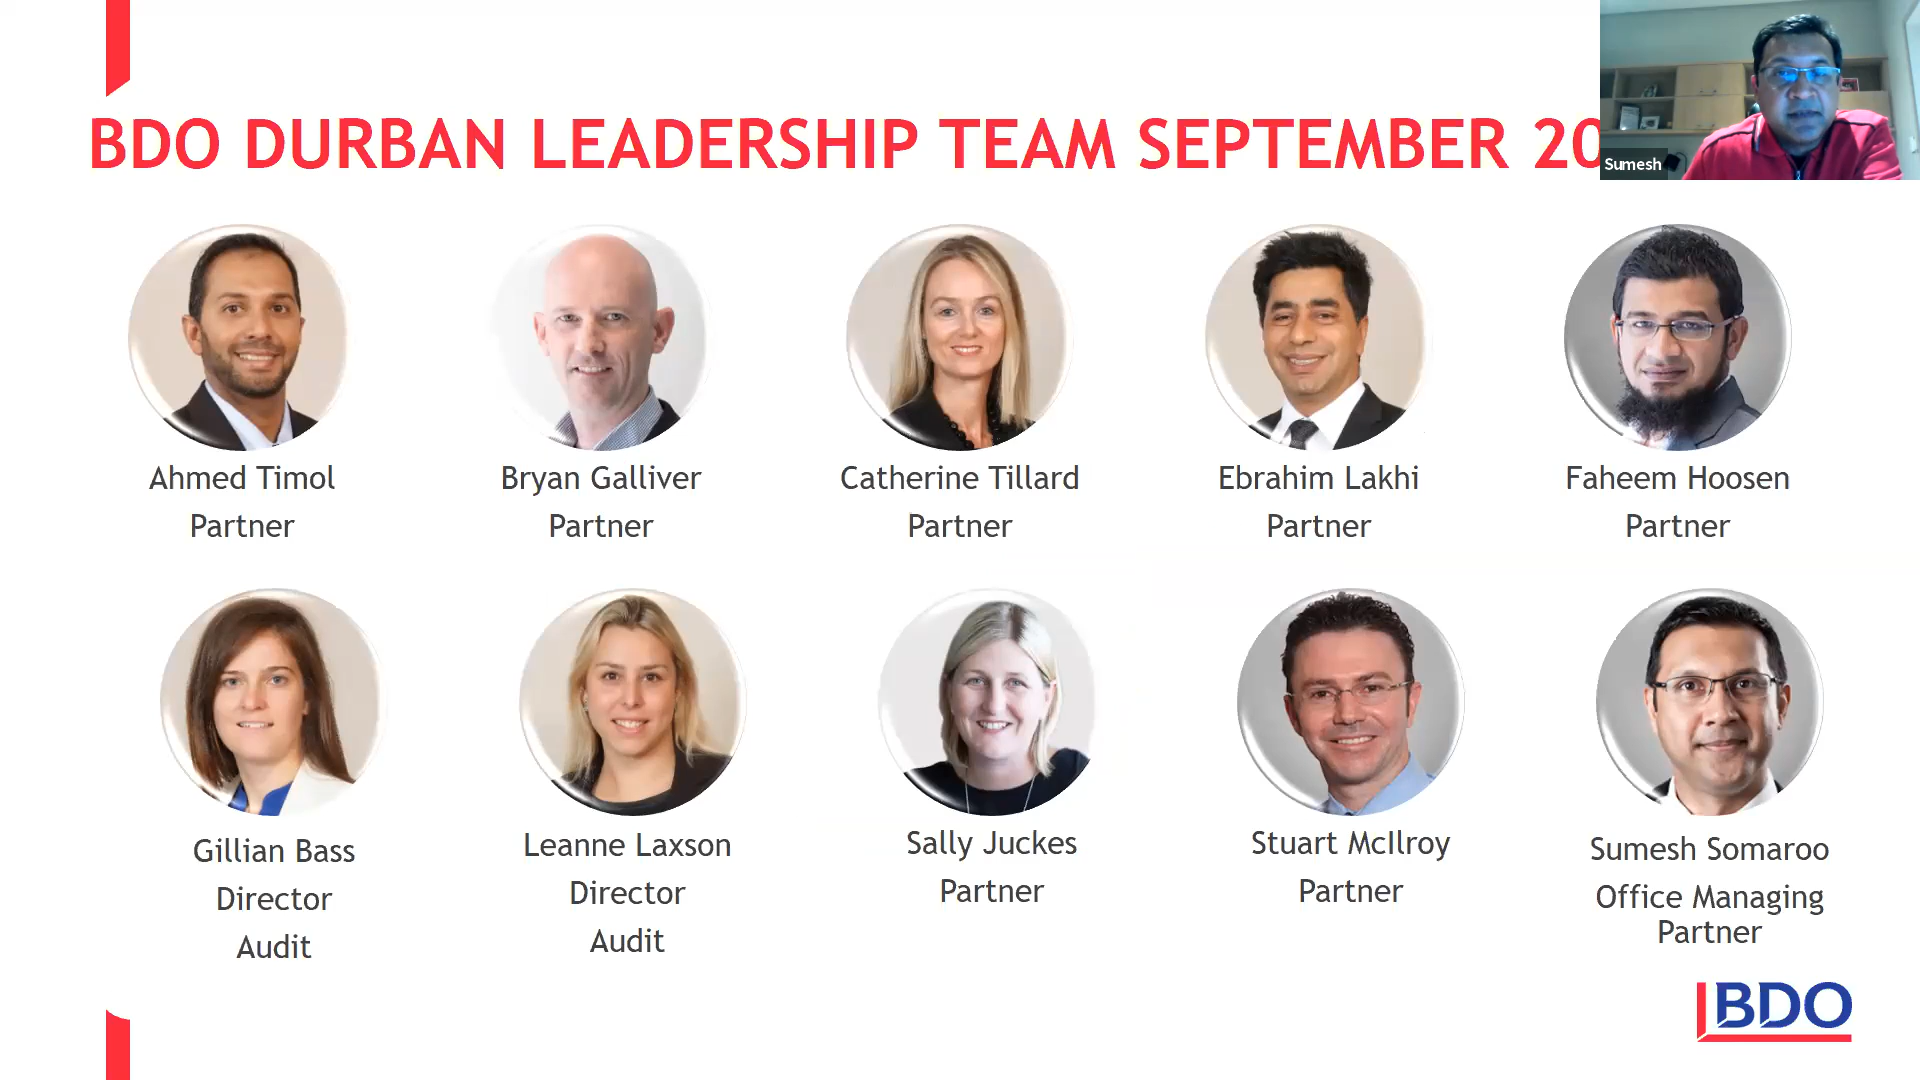 BDO DURBAN LEADERSHIP TEAM SEPTEMBER 20
Sumesh
Ahmed Timol
Partner
Bryan Galliver
Partner
Catherine Tillard
Partner
Ebrahim Lakhi
Partner
Faheem Hoosen
Partner
Gillian Bass
Director
Audit
Leanne Laxson
Director
Audit
Sally Juckes
Partner
Stuart McIlroy
Partner
Sumesh Somaroo
Office Managing
Partner
BDO